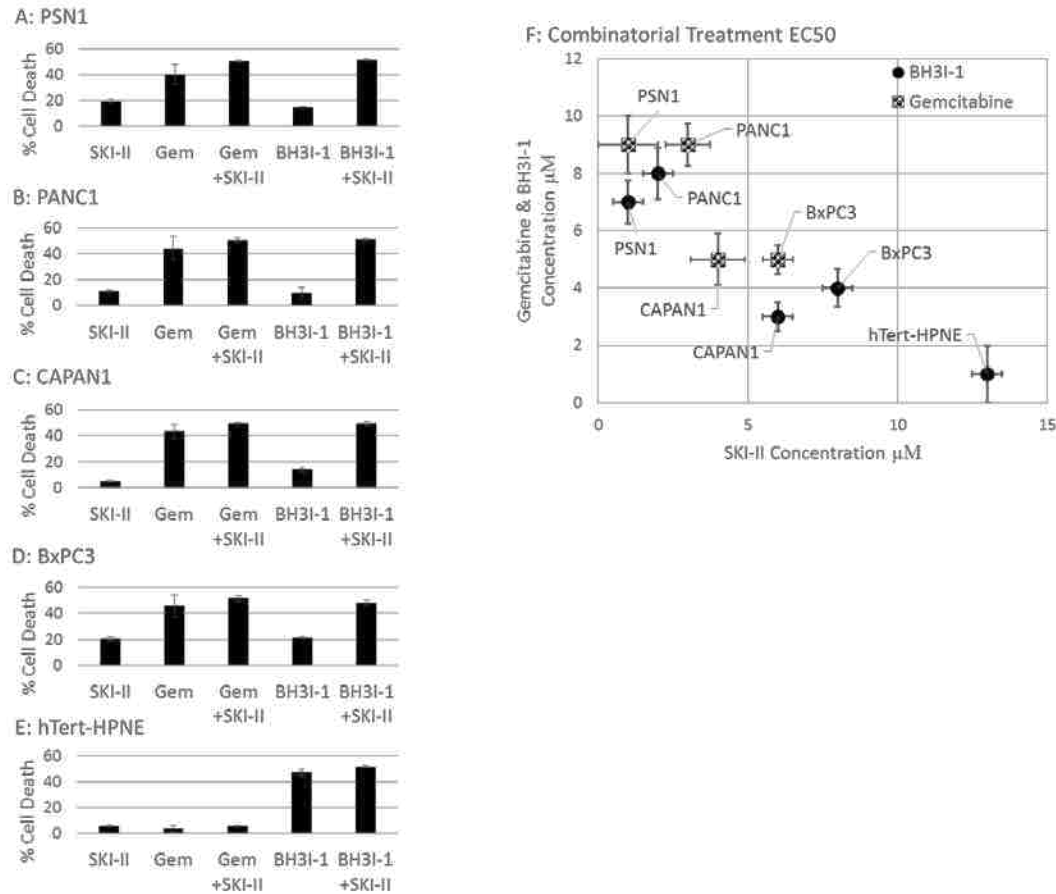 A: PSN1
% Cell Death
60
40
20
0
SKI-II Gem Gem BH3I-1 BH3I-1
+SKI-II +SKI-II
B: PANC1
% Cell Death
60
40
20
0
SKI-II Gem Gem BH3I-1 BH3I-1
+SKI-II +SKI-II
C: CAPAN1
% Cell Death
60
40
20
0
SKI-II Gem Gem BH3I-1 BH3I-1
+SKI-II +SKI-II
D: BxPC3
% Cell Death
60
40
20
0
SKI-II Gem Gem BH3I-1 BH3I-1
+SKI-II +SKI-II
E: hTert-HPNE
% Cell Death
60
40
20
0
SKI-II Gem Gem BH3I-1 BH3I-1
+SKI-II +SKI-II
F: Combinatorial Treatment EC50
Gemcitabine & BH3I-1
Concentration µM
12
10
8
6
4
2
0
BH3I-1
Gemcitabine
PSN1
PANC1
PANC1
PSN1
BxPC3
BxPC3
CAPAN1
CAPAN1
hTert-HPNE
0 5 10 15
SKI-II Concentration µM